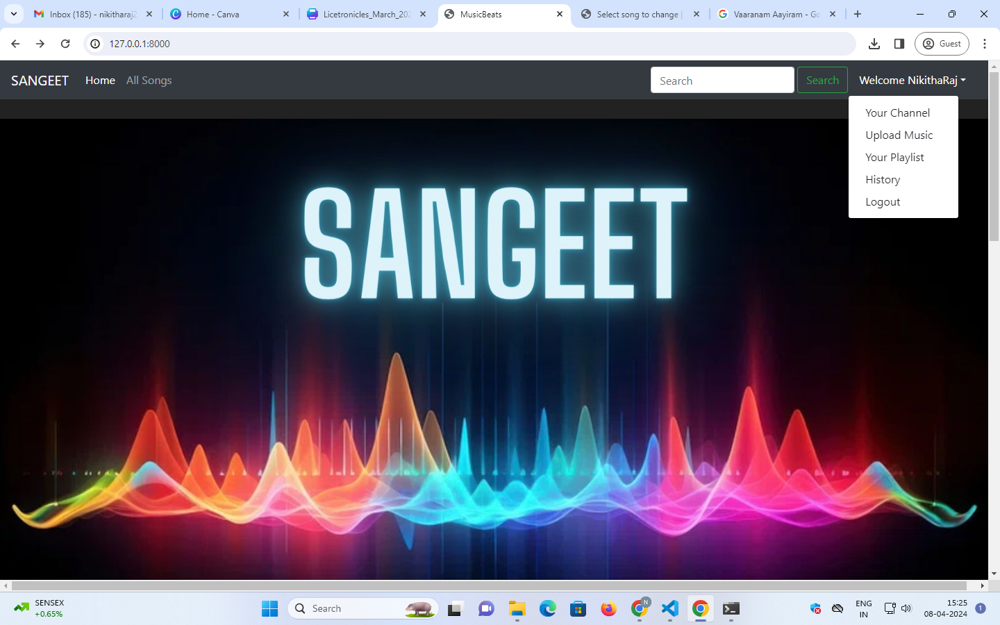 Inbox (185) - nikitharaj2
Home - Canva
Licetronicles_March_202
MusicBeats
Select song to change |
Vaaranam Aayiram - Go
127.0.0.1:8000
Guest
SANGEET
Home
All Songs
Search
Search
Welcome NikithaRaj
Your Channel
Upload Music
Your Playlist
History
Logout
SANGEET
SENSEX
+0.65%
Search
N
ENG
IN
15:25
08-04-2024
1